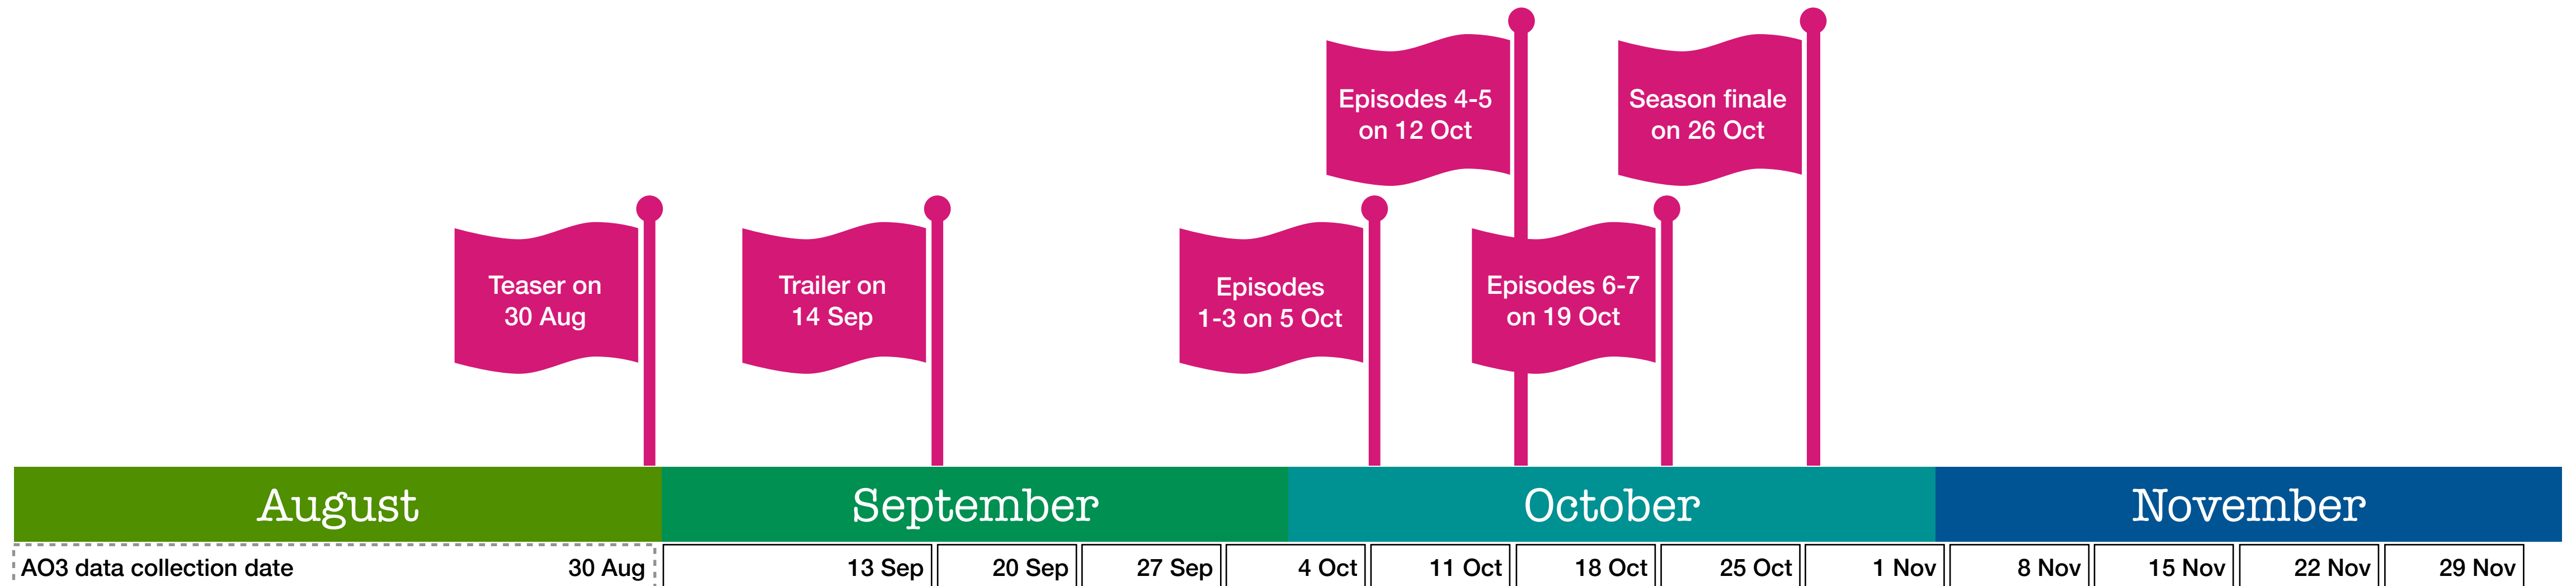 Episodes 4-5
on 12 Oct
Season finale
on 26 Oct
Teaser on
30 Aug
Trailer on
14 Sep
Episodes
1-3 on 5 Oct
Episodes 6-7
on 19 Oct
August
September
October
November
AO3 data collection date
30 Aug
13 Sep
20 Sep
27 Sep
4 Oct
11 Oct
18 Oct
25 Oct
1 Nov
8 Nov
15 Nov
22 Nov
29 Nov